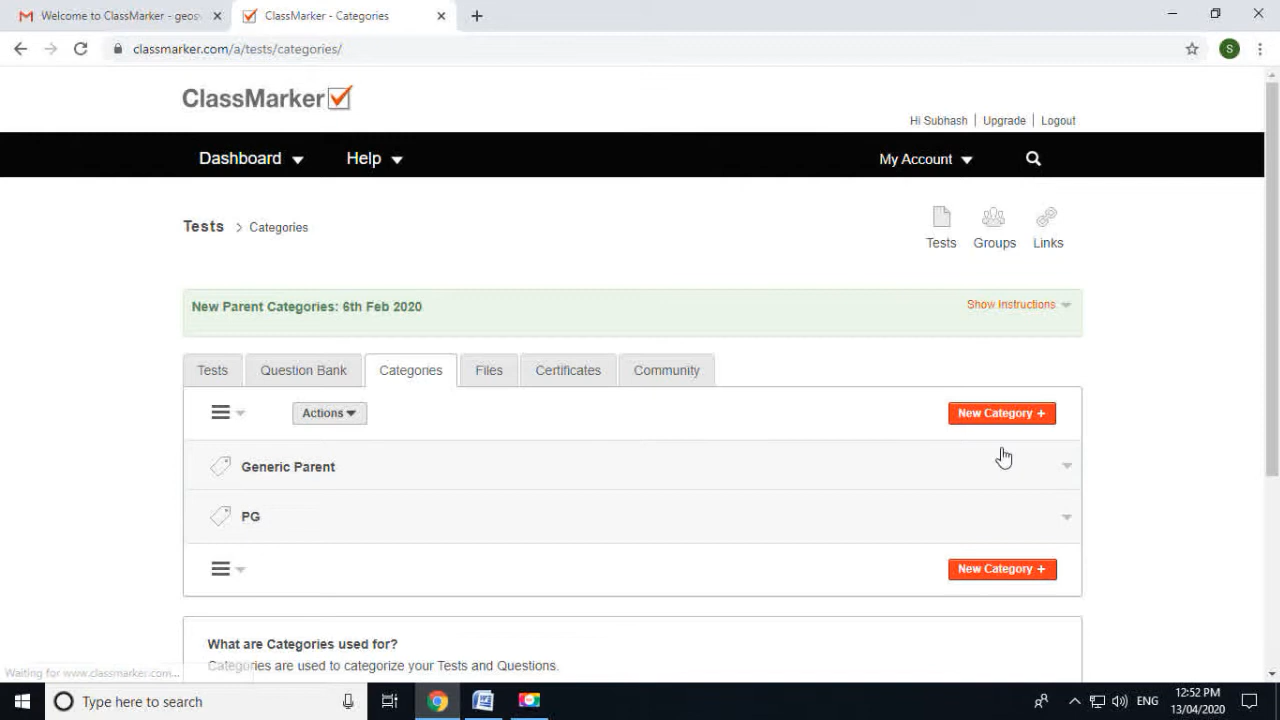 Welcome to ClassMarker - geos
ClassMarker - Categories
classmarker.com/a/tests/categories/
S
ClassMarker
Hi Subhash | Upgrade | Logout
Dashboard Help My Account
Tests > Categories
Tests Groups Links
New Parent Categories: 6th Feb 2020 Show Instructions
Tests Question Bank Categories Files Certificates Community
Actions New Category +
Generic Parent
PG
New Category +
What are Categories used for?
Categories are used to categorize your Tests and Questions.
Waiting for www.classmarker.com...
Type here to search
ENG
12:52 PM
13/04/2020